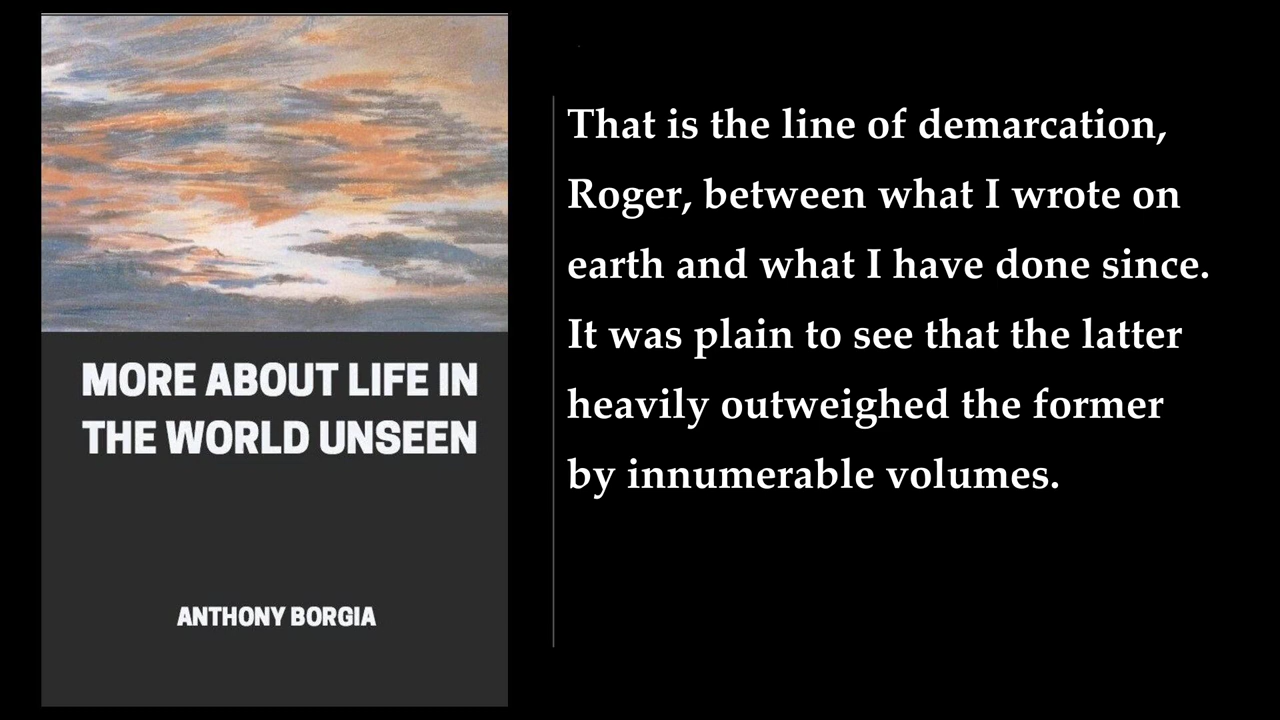 MORE ABOUT LIFE IN
THE WORLD UNSEEN
ANTHONY BORGIA
That is the line of demarcation,
Roger, between what I wrote on
earth and what I have done since.
It was plain to see that the latter
heavily outweighed the former
by innumerable volumes.